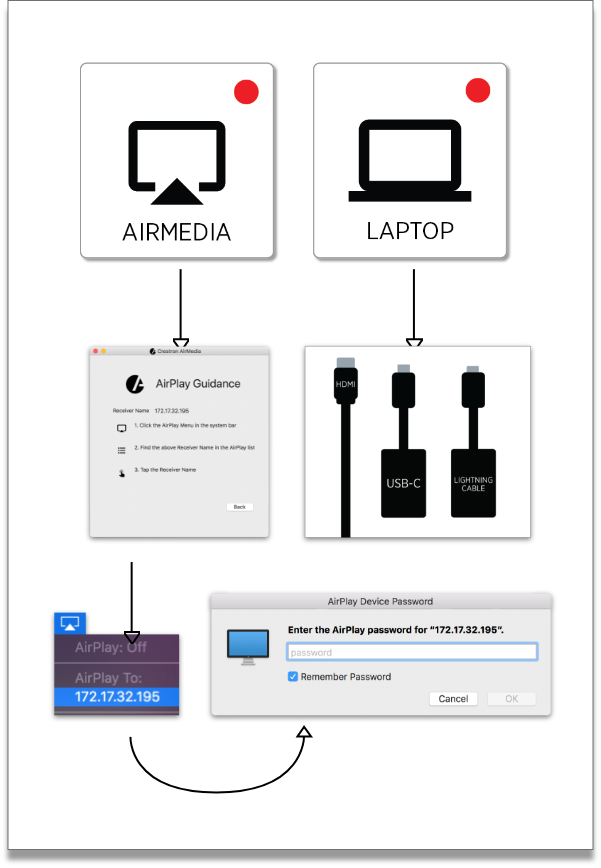 AIRMEDIA
LAPTOP
Crestron AirMedia
AirPlay Guidance
Receiver Name 172.17.32.195
1. Click the AirPlay Menu in the system bar
2. Find the above Receiver Name in the AirPlay list
3. Tap the Receiver Name
Back
HDMI
USB-C
LIGHTNING
CABLE
AirPlay: Off
AirPlay To:
172.17.32.195
AirPlay Device Password
Enter the AirPlay password for “172.17.32.195”.
password
Remember Password
Cancel
OK